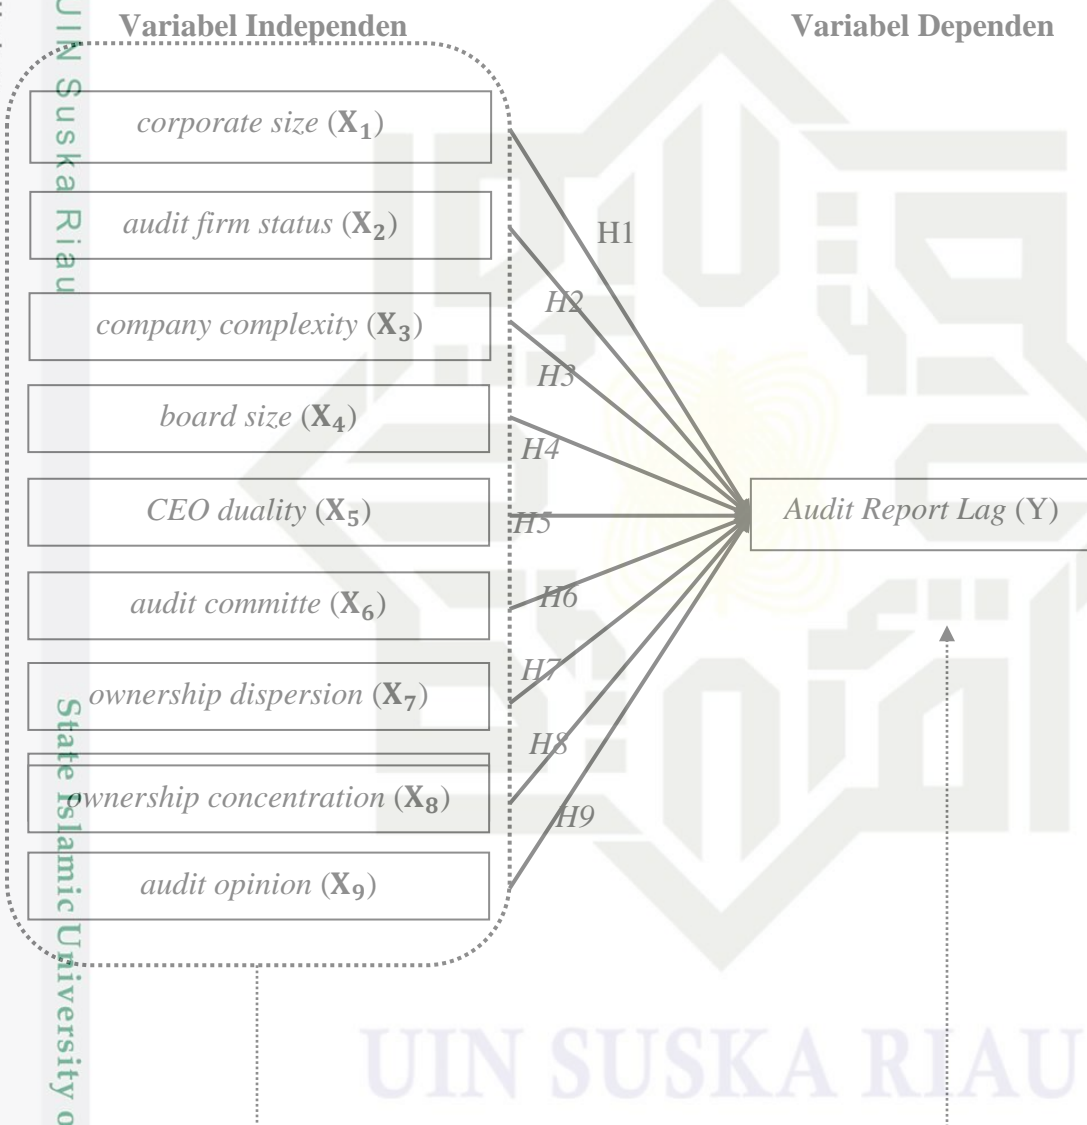 Variabel Independen
Variabel Dependen
corporate size (X₁)
audit firm status (X₂)
company complexity (X₃)
board size (X₄)
CEO duality (X₅)
audit committe (X₆)
ownership dispersion (X₇)
ownership concentration (X₈)
audit opinion (X₉)
H1
H2
H3
H4
H5
H6
H7
H8
H9
Audit Report Lag (Y)
UIN Suska Riau
State Islamic University o
UIN SUSKA RIAU